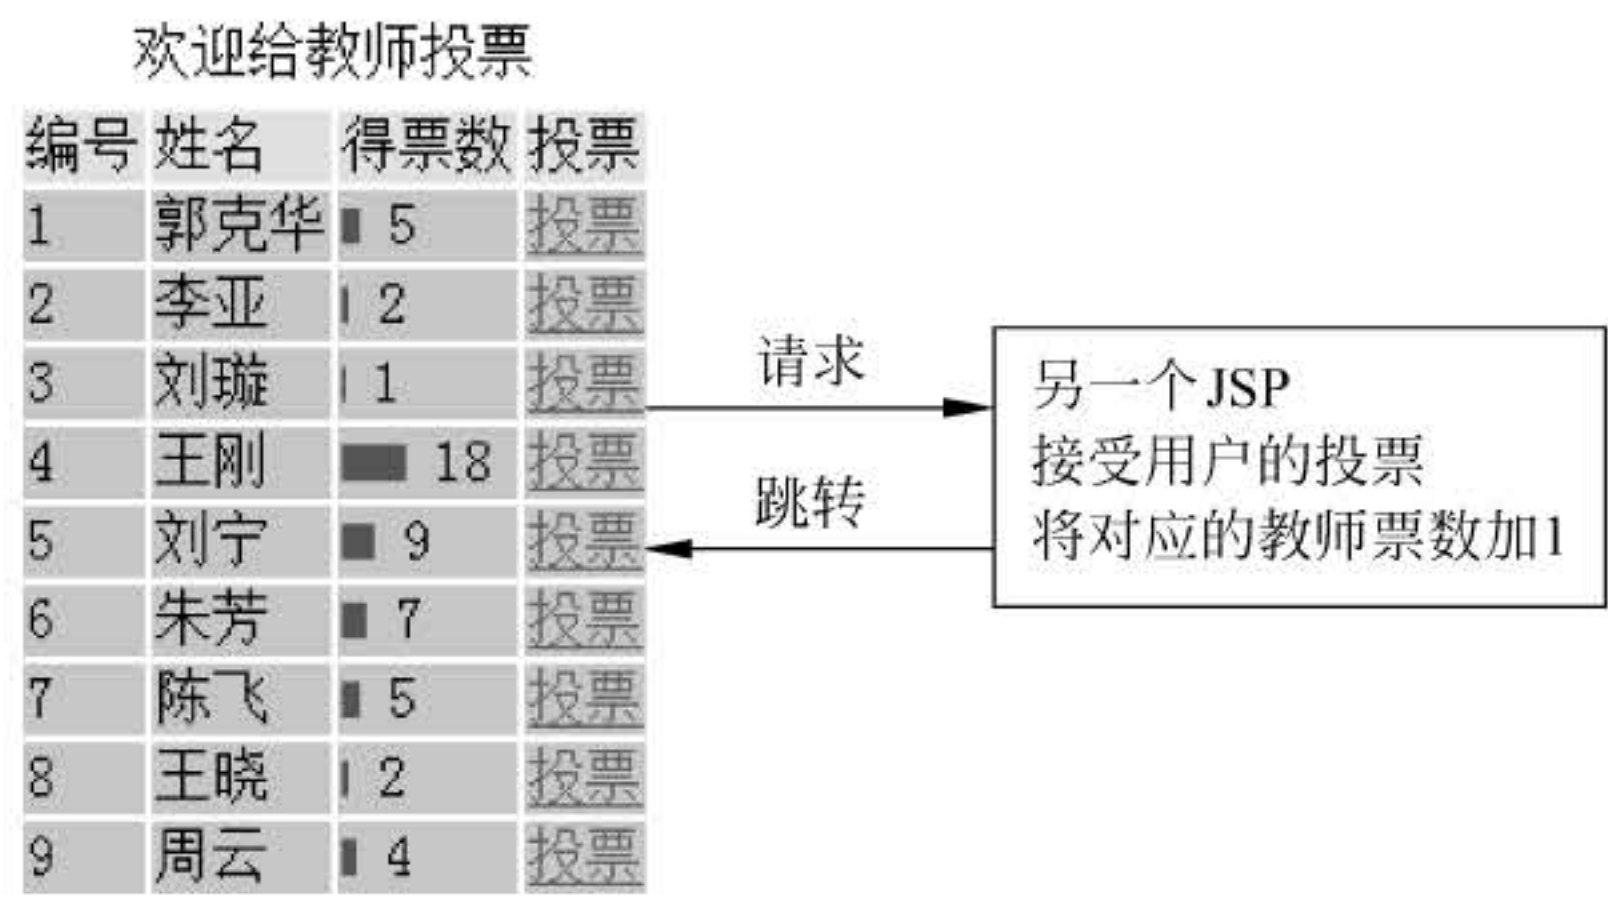 欢迎给教师投票
编号 姓名 得票数 投票
1 郭克华 5 投票
2 李亚 2 投票
3 刘璇 1 投票
4 王刚 18 投票
5 刘宁 9 投票
6 朱芳 7 投票
7 陈飞 5 投票
8 王晓 2 投票
9 周云 4 投票
请求
跳转
另一个JSP
接受用户的投票
将对应的教师票数加1